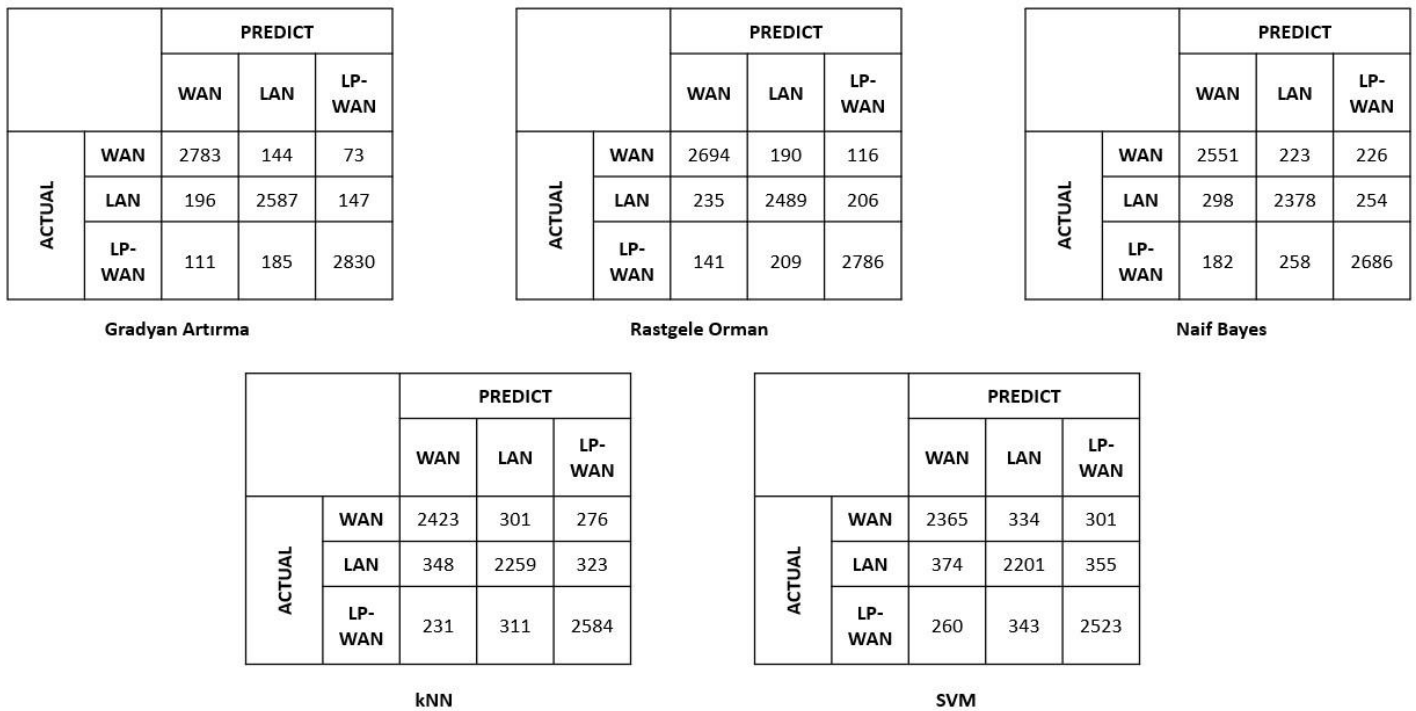 PREDICT
WAN LAN LP-WAN
ACTUAL
WAN 2783 144 73
LAN 196 2587 147
LP-WAN 111 185 2830
Gradyan Artırma
PREDICT
WAN LAN LP-WAN
ACTUAL
WAN 2694 190 116
LAN 235 2489 206
LP-WAN 141 209 2786
Rastgele Orman
PREDICT
WAN LAN LP-WAN
ACTUAL
WAN 2551 223 226
LAN 298 2378 254
LP-WAN 182 258 2686
Naif Bayes
PREDICT
WAN LAN LP-WAN
ACTUAL
WAN 2423 301 276
LAN 348 2259 323
LP-WAN 231 311 2584
kNN
PREDICT
WAN LAN LP-WAN
ACTUAL
WAN 2365 334 301
LAN 374 2201 355
LP-WAN 260 343 2523
SVM